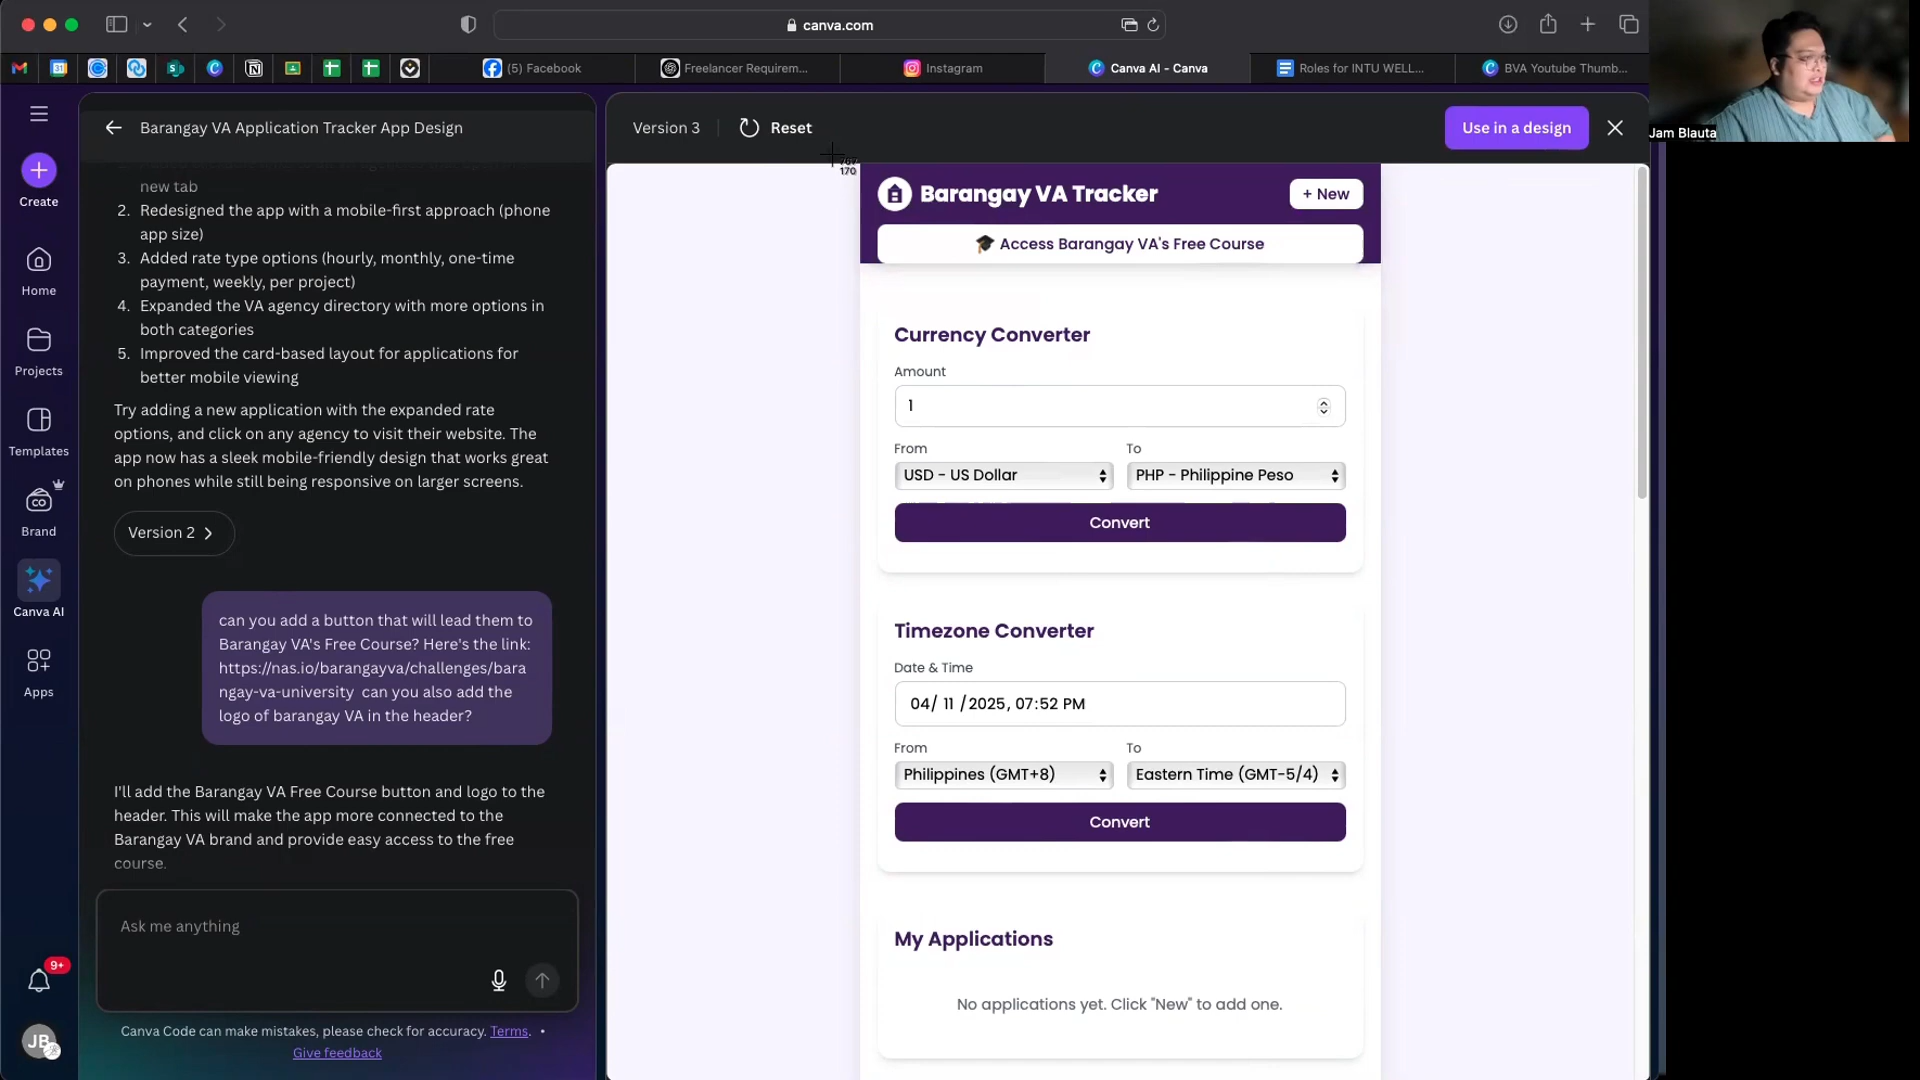 canva.com
(5) Facebook
Freelancer Requirem...
Instagram
Canva AI - Canva
Roles for INTU WELL...
BVA Youtube Thumb...
Jam Blauta
Create
Home
Projects
Templates
Brand
Canva AI
Apps
9+
JB
Barangay VA Application Tracker App Design
new tab
2. Redesigned the app with a mobile-first approach (phone
app size)
3. Added rate type options (hourly, monthly, one-time
payment, weekly, per project)
4. Expanded the VA agency directory with more options in
both categories
5. Improved the card-based layout for applications for
better mobile viewing
Try adding a new application with the expanded rate
options, and click on any agency to visit their website. The
app now has a sleek mobile-friendly design that works great
on phones while still being responsive on larger screens.
Version 2
can you add a button that will lead them to
Barangay VA's Free Course? Here's the link:
https://nas.io/barangayva/challenges/bara
ngay-va-university can you also add the
logo of barangay VA in the header?
I'll add the Barangay VA Free Course button and logo to the
header. This will make the app more connected to the
Barangay VA brand and provide easy access to the free
course.
Ask me anything
Canva Code can make mistakes, please check for accuracy. Terms. •
Give feedback
Version 3
Reset
Use in a design
767
170
Barangay VA Tracker
+ New
🎓 Access Barangay VA's Free Course
Currency Converter
Amount
1
From
To
USD - US Dollar
PHP - Philippine Peso
Convert
Timezone Converter
Date & Time
04/ 11 /2025, 07:52 PM
From
To
Philippines (GMT+8)
Eastern Time (GMT-5/4)
Convert
My Applications
No applications yet. Click "New" to add one.